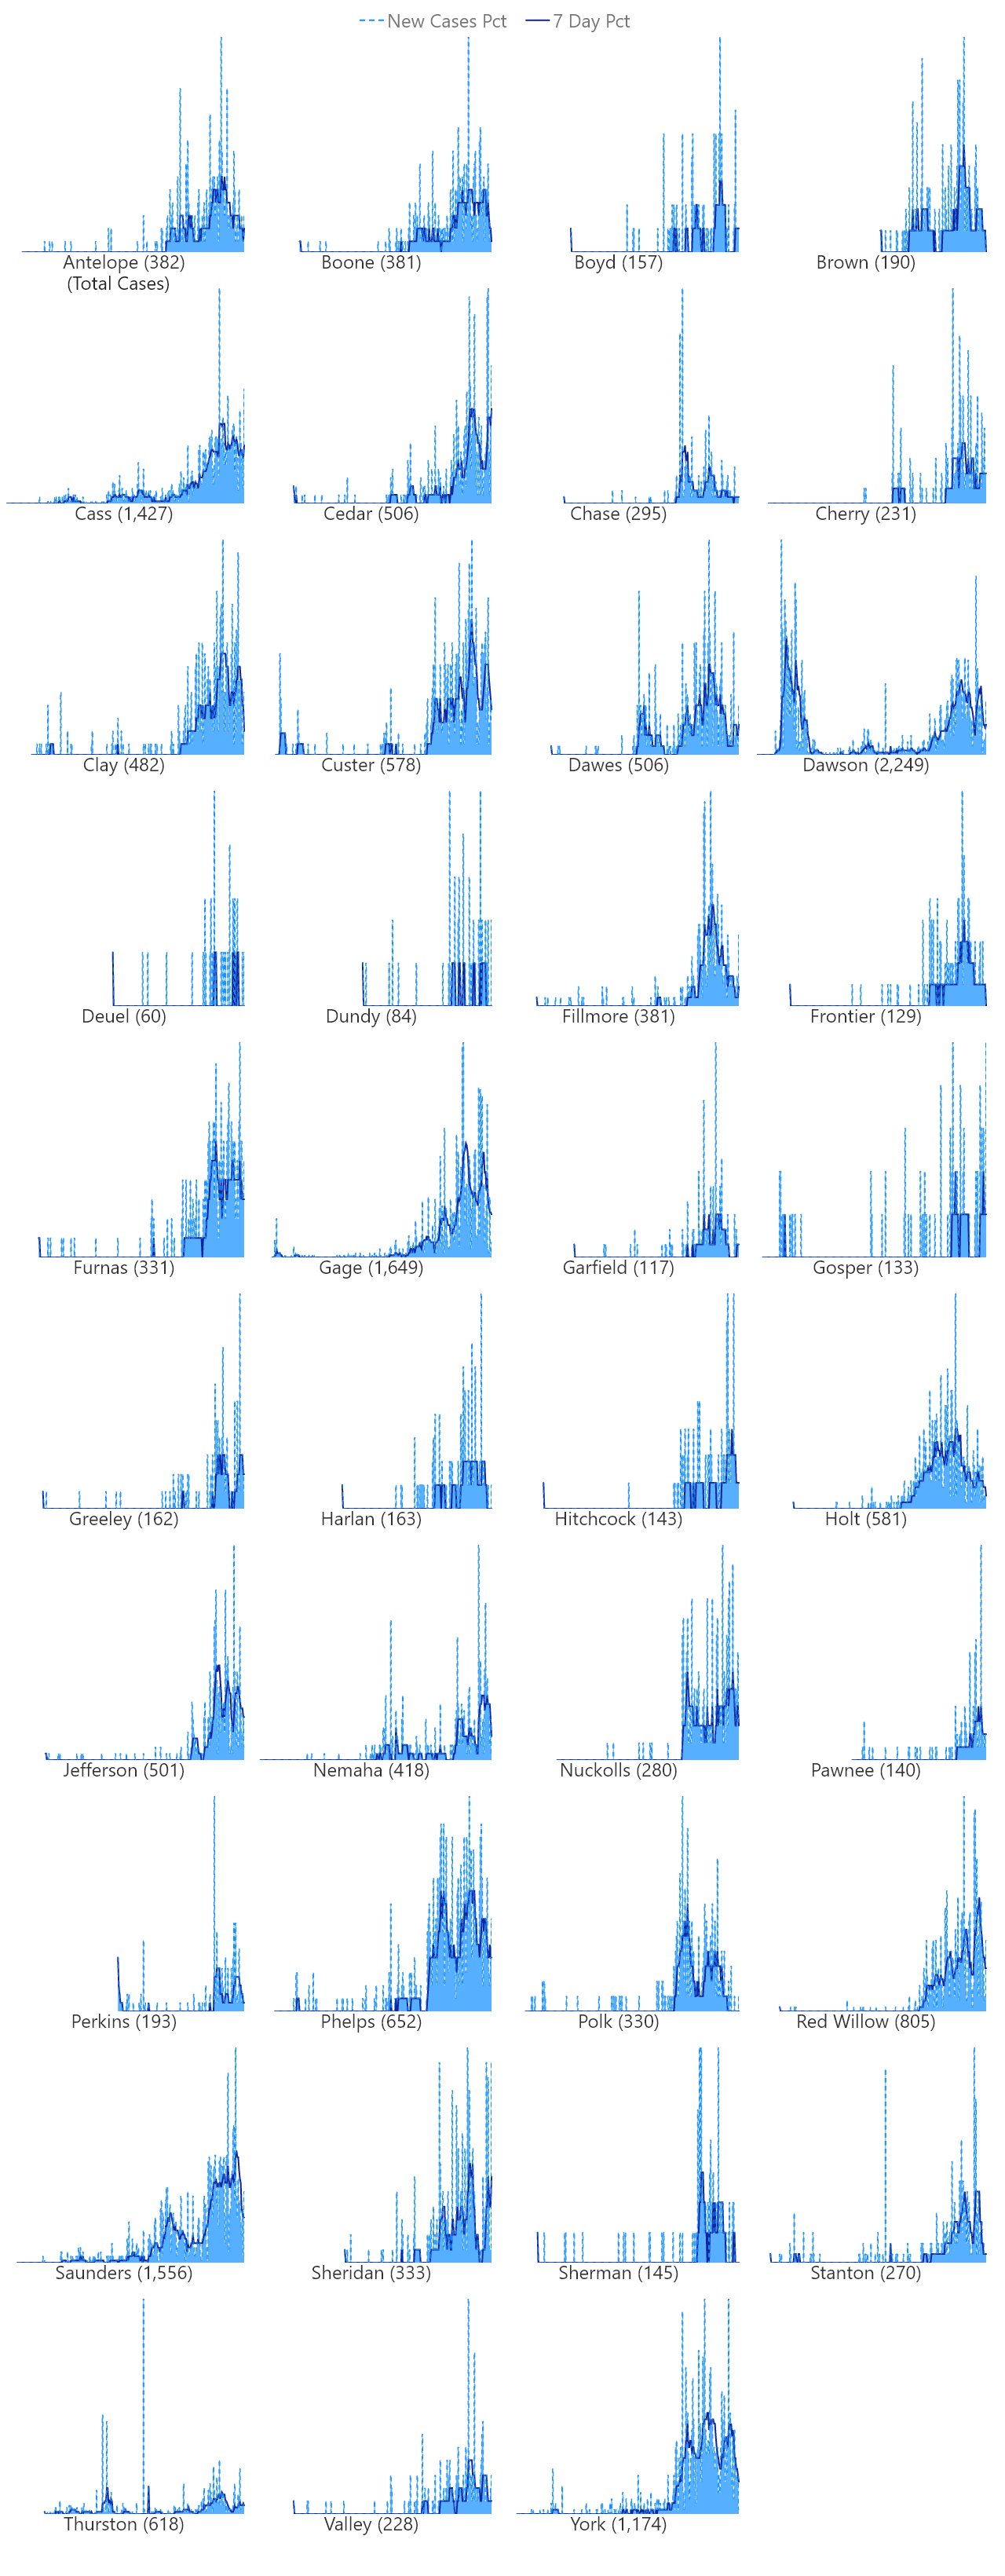 New Cases Pct 7 Day Pct
Antelope (382) Boone (381) Boyd (157) Brown (190)
(Total Cases)
Cass (1,427) Cedar (506) Chase (295) Cherry (231)
Clay (482) Custer (578) Dawes (506) Dawson (2,249)
Deuel (60) Dundy (84) Fillmore (381) Frontier (129)
Furnas (331) Gage (1,649) Garfield (117) Gosper (133)
Greeley (162) Harlan (163) Hitchcock (143) Holt (581)
Jefferson (501) Nemaha (418) Nuckolls (280) Pawnee (140)
Perkins (193) Phelps (652) Polk (330) Red Willow (805)
Saunders (1,556) Sheridan (333) Sherman (145) Stanton (270)
Thurston (618) Valley (228) York (1,174)